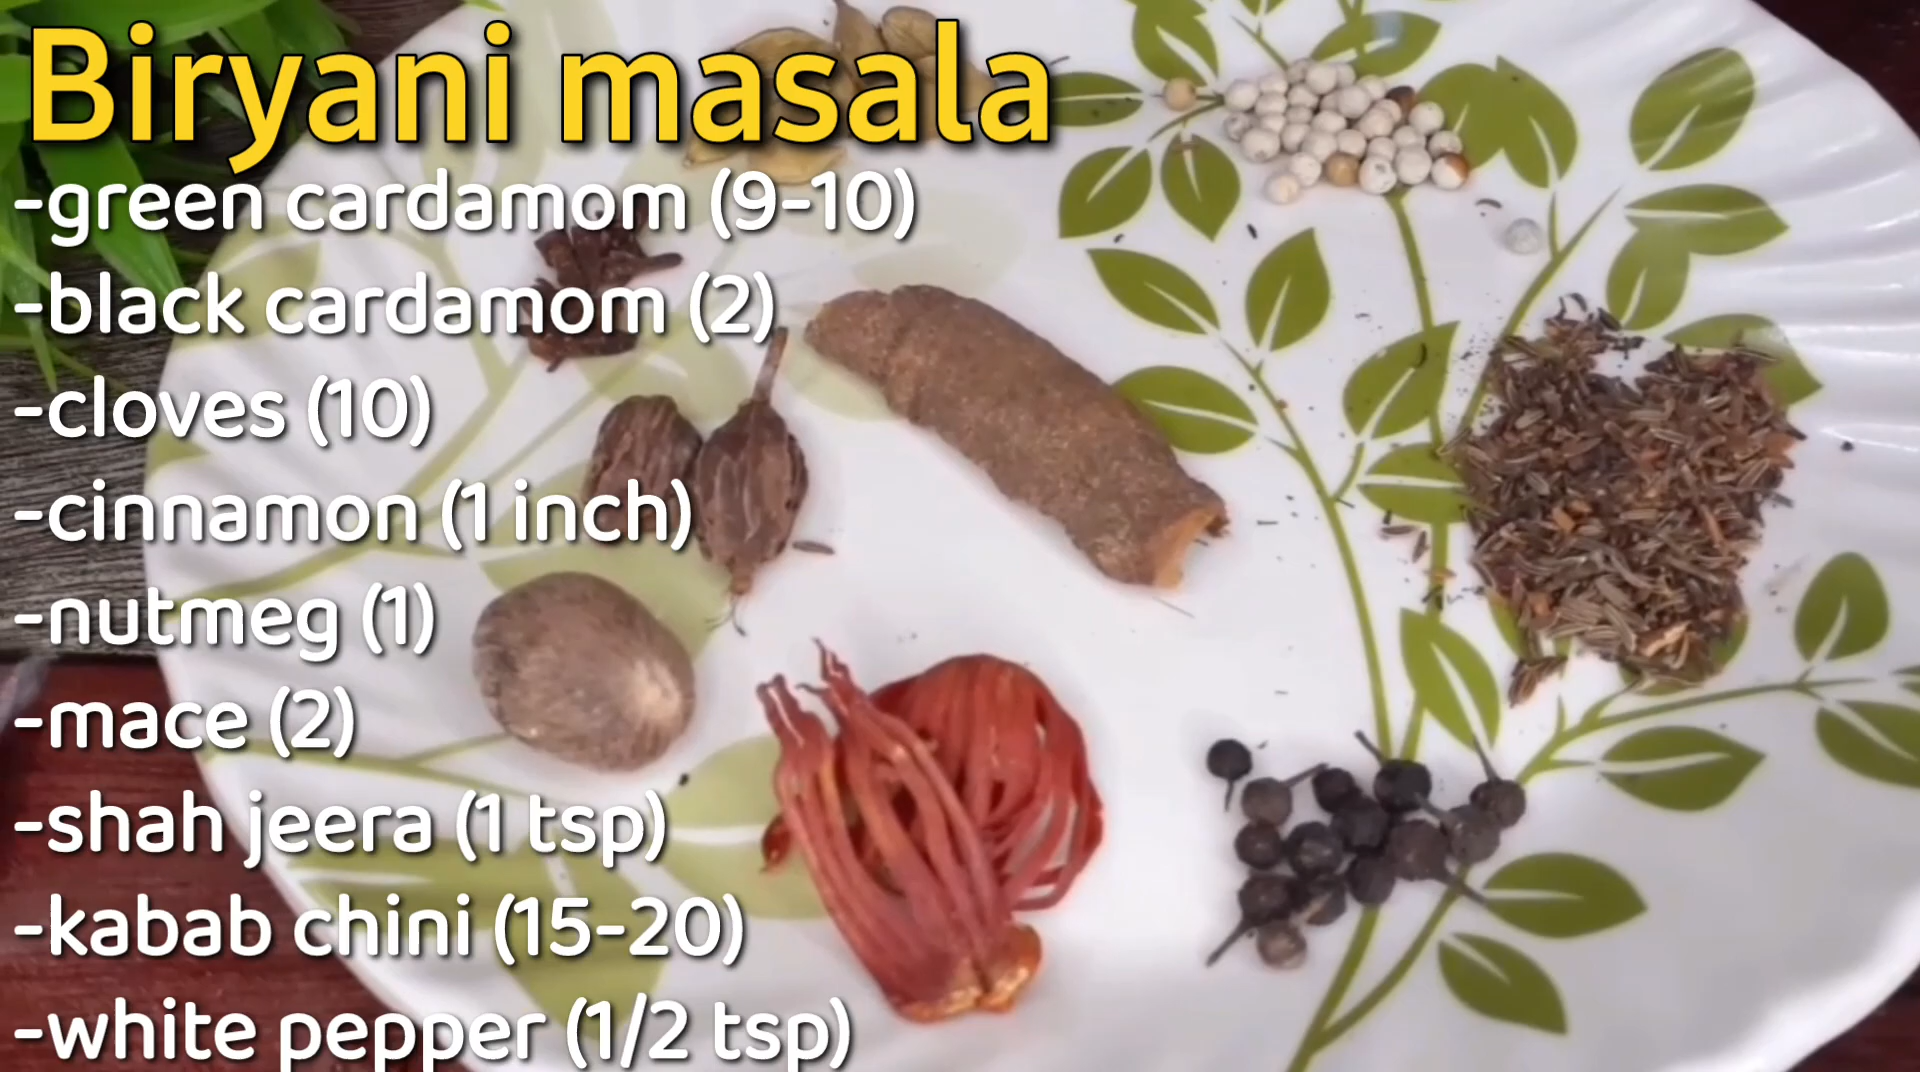 Biryani masala
-green cardamom (9-10)
-black cardamom (2)
-cloves (10)
-cinnamon (1 inch)
-nutmeg (1)
-mace (2)
-shah jeera (1 tsp)
-kabab chini (15-20)
-white pepper (1/2 tsp)